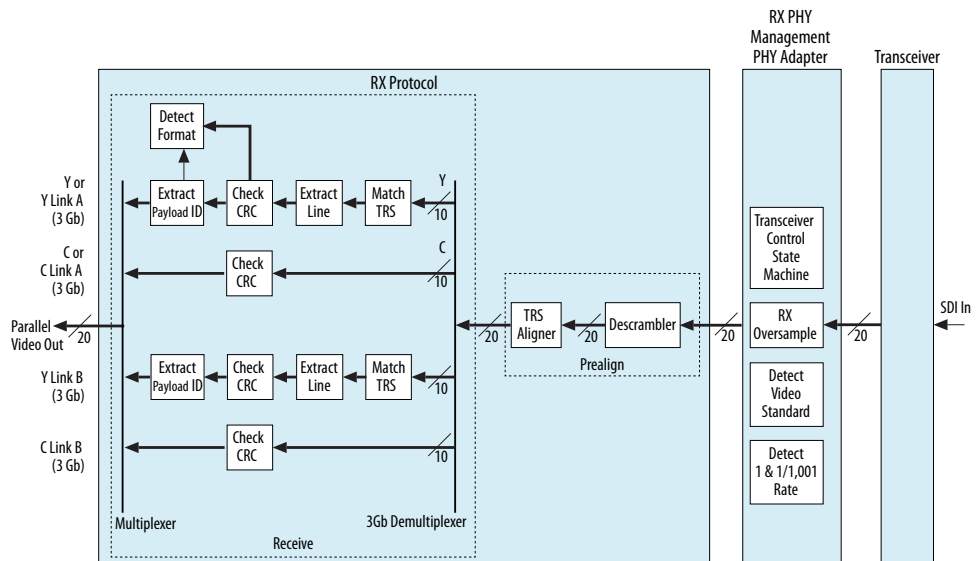 RX PHY
Management
PHY Adapter
Transceiver
RX Protocol
Detect
Format
Y or
Y Link A
(3 Gb)
Extract
Payload ID
Check
CRC
Extract
Line
Match
TRS
Y
10
C or
C Link A
(3 Gb)
Check
CRC
C
10
Transceiver
Control
State
Machine
Parallel
Video Out
20
20
TRS
Aligner
20
Descrambler
20
RX
Oversample
20
SDI In
Prealign
Y Link B
(3 Gb)
Extract
Payload ID
Check
CRC
Extract
Line
Match
TRS
10
Detect
Video
Standard
C Link B
(3 Gb)
Check
CRC
10
Detect
1 & 1/1,001
Rate
Multiplexer
3Gb Demultiplexer
Receive